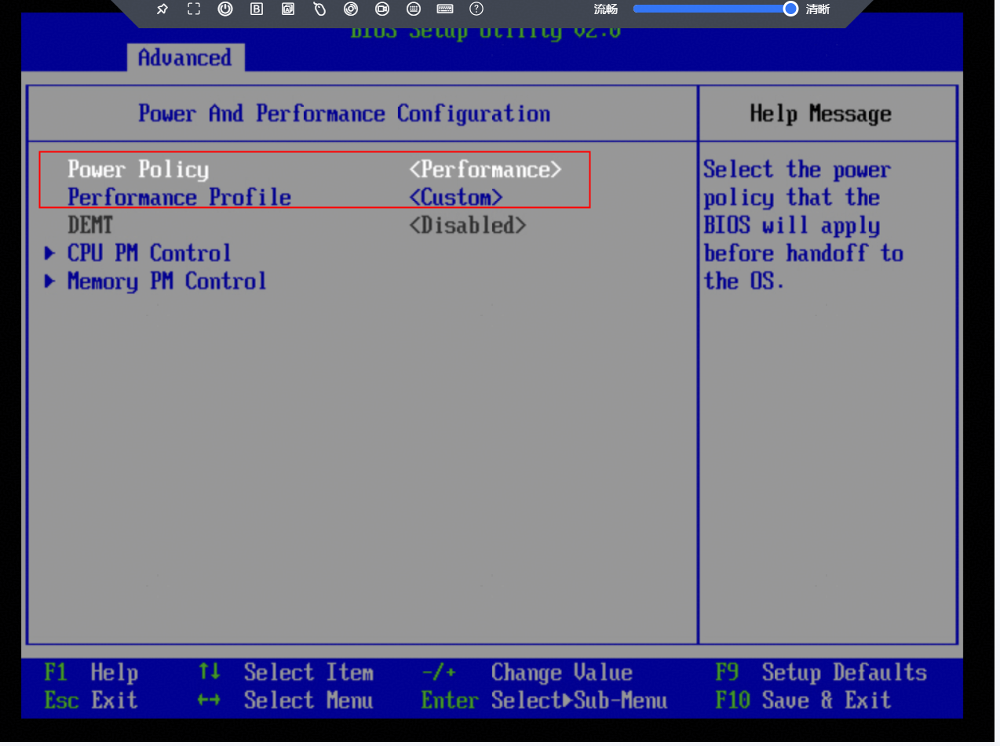 流畅 清晰
BIOS Setup Utility V2.0
Advanced
Power And Performance Configuration
Help Message
Power Policy <Performance>
Performance Profile <Custom>
DEMT <Disabled>
CPU PM Control
Memory PM Control
Select the power
policy that the
BIOS will apply
before handoff to
the OS.
F1 Help ↑↓ Select Item -/+ Change Value F9 Setup Defaults
Esc Exit ←→ Select Menu Enter Select▶Sub-Menu F10 Save & Exit